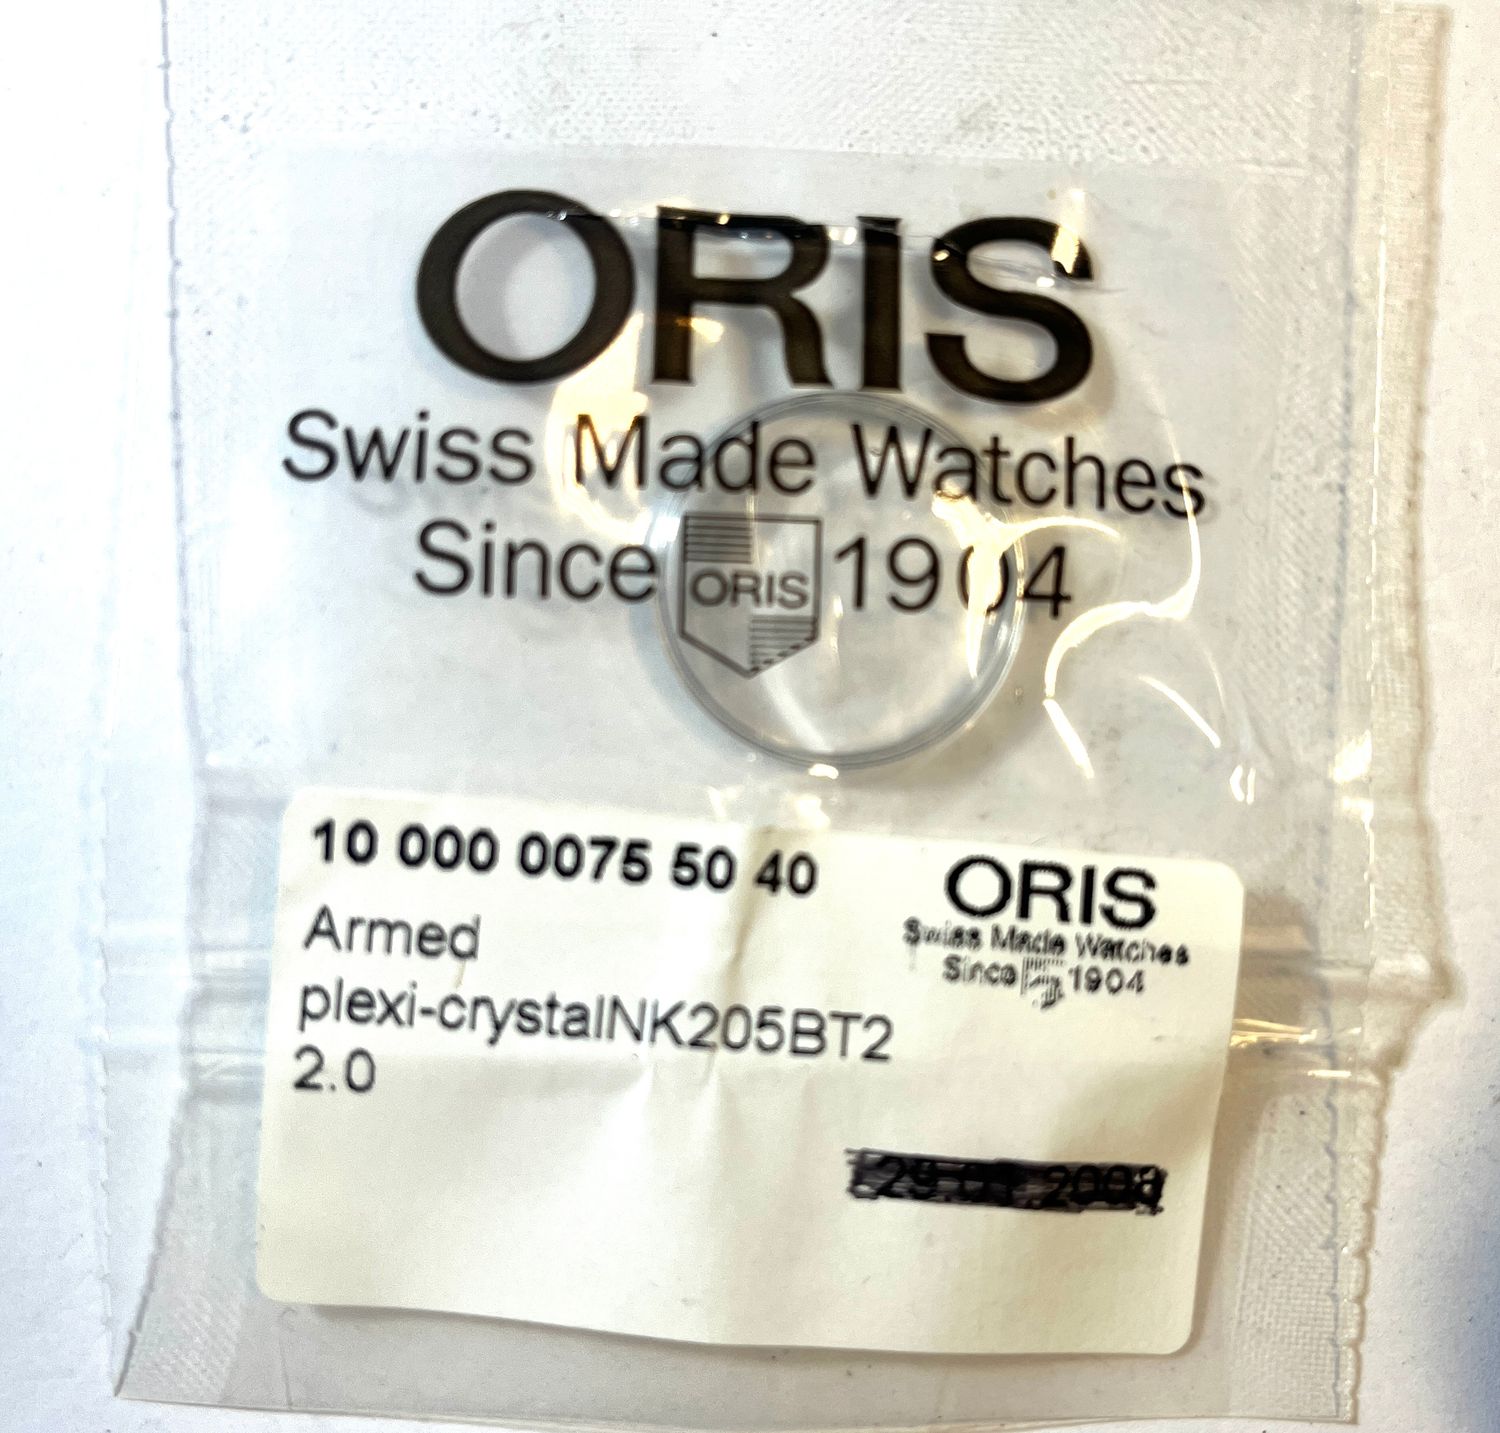 ORIS
Swiss Made Watches
Since ORIS 1904
10 000 0075 50 40
ORIS
Armed
Swiss Made Watches
Since 1904
plexi-crystalNK205BT2
2.0